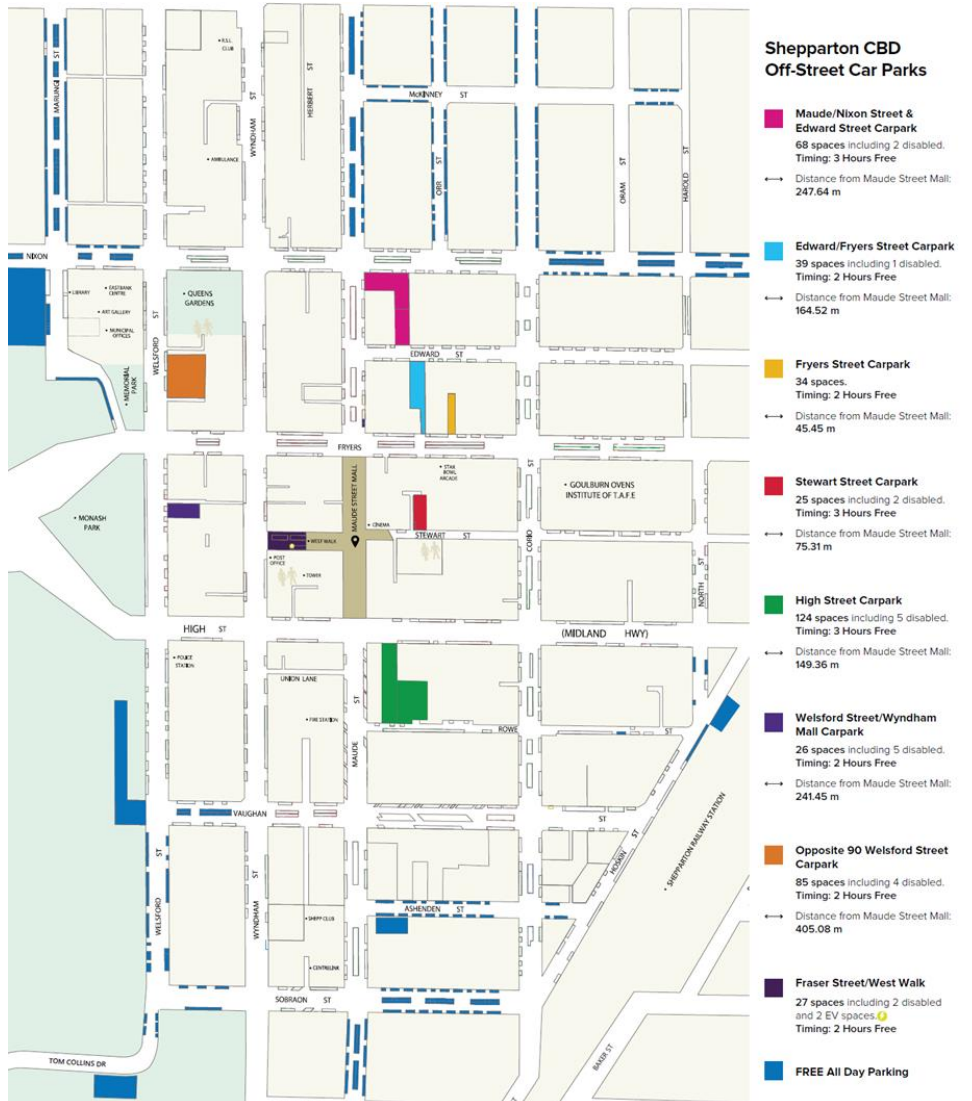 Shepparton CBD
Off-Street Car Parks
Maude/Nixon Street &
Edward Street Carpark
68 spaces including 2 disabled.
Timing: 3 Hours Free
Distance from Maude Street Mall:
247.64 m
Edward/Fryers Street Carpark
39 spaces including 1 disabled.
Timing: 2 Hours Free
Distance from Maude Street Mall:
164.52 m
Fryers Street Carpark
34 spaces.
Timing: 2 Hours Free
Distance from Maude Street Mall:
45.45 m
Stewart Street Carpark
25 spaces including 2 disabled.
Timing: 3 Hours Free
Distance from Maude Street Mall:
75.31 m
High Street Carpark
124 spaces including 5 disabled.
Timing: 3 Hours Free
Distance from Maude Street Mall:
149.36 m
Welsford Street/Wyndham
Mall Carpark
26 spaces including 5 disabled.
Timing: 2 Hours Free
Distance from Maude Street Mall:
241.45 m
Opposite 90 Welsford Street
Carpark
85 spaces including 4 disabled.
Timing: 2 Hours Free
Distance from Maude Street Mall:
405.08 m
Fraser Street/West Walk
27 spaces including 2 disabled
and 2 EV spaces.
Timing: 2 Hours Free
FREE All Day Parking
MARUNGI ST
CLUB
WYNDHAM ST
HERBERT ST
McKINNEY ST
AMBULANCE
ORR ST
ORAM ST
HAROLD ST
NIXON
LIBRARY
EASTBANK
CENTRE
ART GALLERY
MUNICIPAL
OFFICES
QUEENS
GARDENS
WELSFORD ST
MEMORIAL
PARK
EDWARD ST
FRYERS
MAUDE STREET MALL
STAR
BOWL
ARCADE
ST
GOULBURN OVENS
INSTITUTE OF T.A.F.E
MONASH
PARK
CINEMA
WEST WALK
STEWART ST
CORIO
POST
OFFICE
TOWER
NORTH ST
HIGH ST
(MIDLAND HWY)
POLICE
STATION
UNION LANE
FIRE STATION
MAUDE ST
ROWE ST
VAUGHAN ST
SHEPPARTON RAILWAY STATION
HOSKIN ST
WELSFORD ST
WYNDHAM ST
ASHENDEN ST
SHEPP CLUB
CENTRELINK
SOBRAON ST
TOM COLLINS DR
BAKER ST
ST